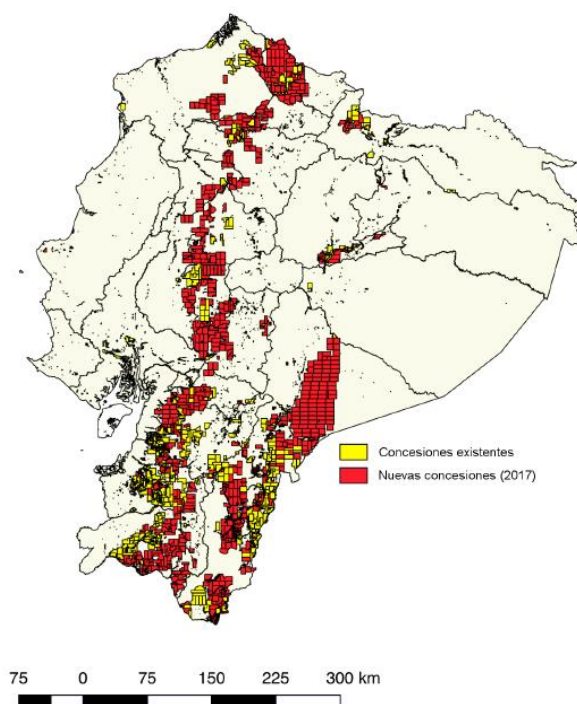 Concesiones existentes
Nuevas concesiones (2017)
75 0 75 150 225 300 km